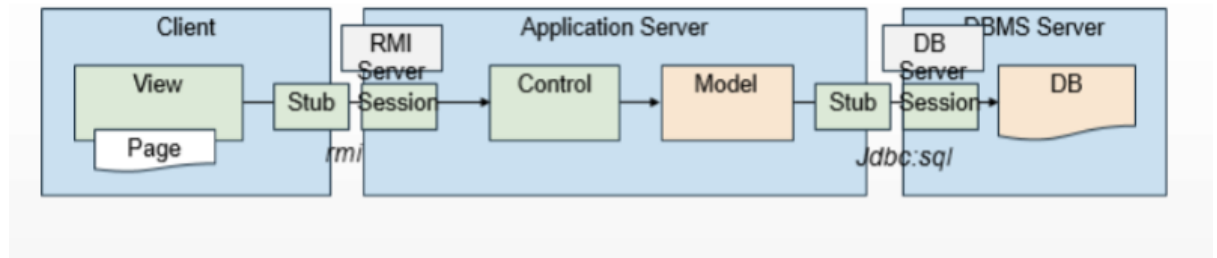 Client
Application Server
DBMS Server
RMI
Server
DB
Server
View
Stub
Session
Control
Model
Stub
Session
DB
Page
rmi
Jdbc:sql